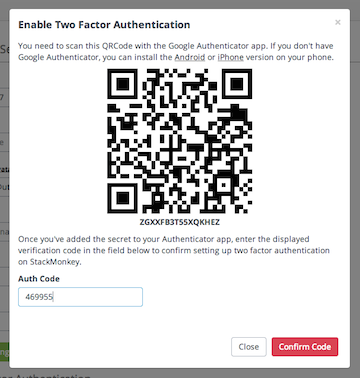 Enable Two Factor Authentication
×
You need to scan this QRCode with the Google Authenticator app. If you don't have
Google Authenticator, you can install the Android or iPhone version on your phone.
ZGXXFB3T55XQKHEZ
Once you've added the secret to your Authenticator app, enter the displayed
verification code in the field below to confirm setting up two factor authentication
on StackMonkey.
Auth Code
469955
Close
Confirm Code